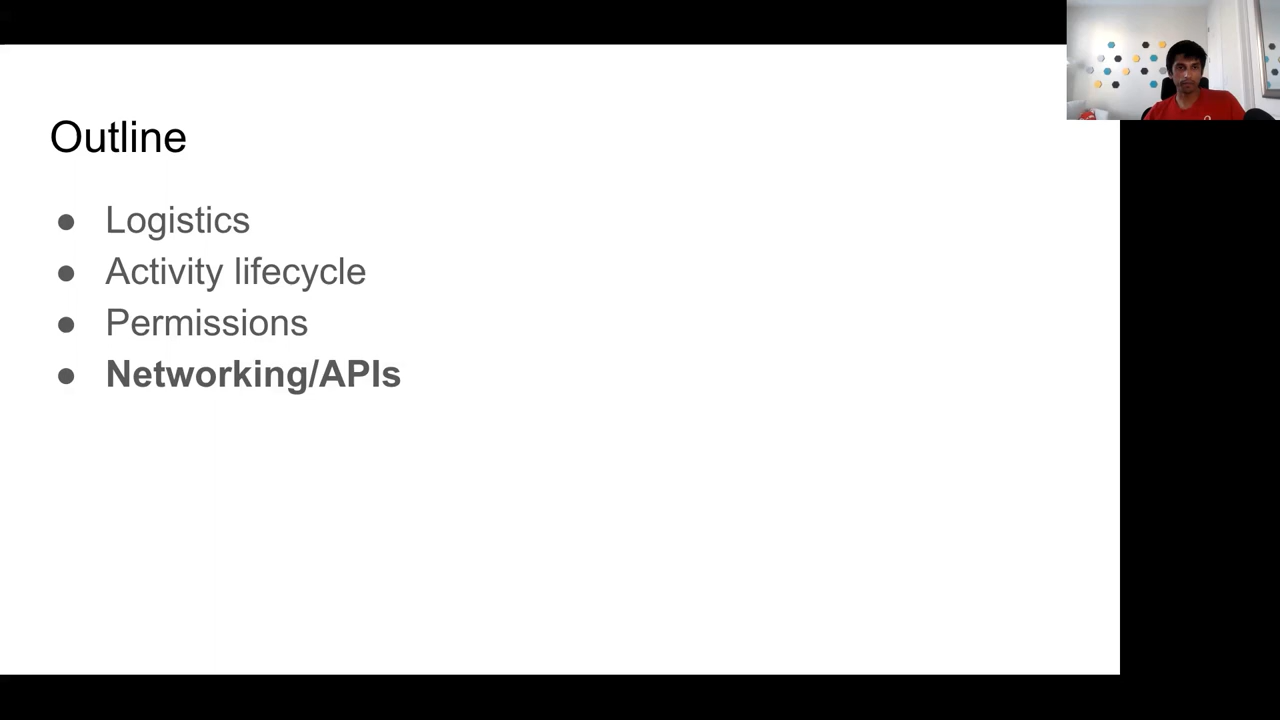 Outline
● Logistics
● Activity lifecycle
● Permissions
● Networking/APIs